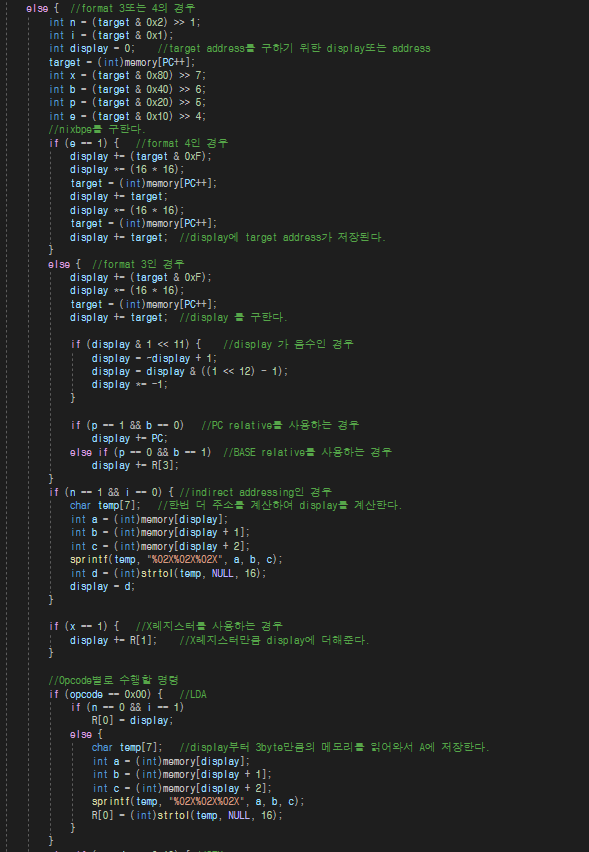 else {  //format 3또는 4의 경우
    int n = (target & 0x2) >> 1;
    int i = (target & 0x1);
    int display = 0;    //target address를 구하기 위한 display또는 address
    target = (int)memory[PC++];
    int x = (target & 0x80) >> 7;
    int b = (target & 0x40) >> 6;
    int p = (target & 0x20) >> 5;
    int e = (target & 0x10) >> 4;
    //nixbpe를 구한다.
    if (e == 1) {   //format 4인 경우
        display += (target & 0xF);
        display *= (16 * 16);
        target = (int)memory[PC++];
        display += target;
        display *= (16 * 16);
        target = (int)memory[PC++];
        display += target;  //display에 target address가 저장된다.
    }
    else {  //format 3인 경우
        display += (target & 0xF);
        display *= (16 * 16);
        target = (int)memory[PC++];
        display += target;  //display 를 구한다.

        if (display & 1 << 11) {    //display 가 음수인 경우
            display = ~display + 1;
            display = display & ((1 << 12) - 1);
            display *= -1;
        }

        if (p == 1 && b == 0)   //PC relative를 사용하는 경우
            display += PC;
        else if (p == 0 && b == 1)  //BASE relative를 사용하는 경우
            display += R[3];
    }
    if (n == 1 && i == 0) { //indirect addressing인 경우
        char temp[7];   //한번 더 주소를 계산하여 display를 계산한다.
        int a = (int)memory[display];
        int b = (int)memory[display + 1];
        int c = (int)memory[display + 2];
        sprintf(temp, "%02X%02X%02X", a, b, c);
        int d = (int)strtol(temp, NULL, 16);
        display = d;
    }

    if (x == 1) {   //X레지스터를 사용하는 경우
        display += R[1];    //X레지스터만큼 display에 더해준다.
    }

    //Opcode별로 수행할 명령
    if (opcode == 0x00) {   //LDA
        if (n == 0 && i == 1)
            R[0] = display;
        else {
            char temp[7];   //display부터 3byte만큼의 메모리를 읽어와서 A에 저장한다.
            int a = (int)memory[display];
            int b = (int)memory[display + 1];
            int c = (int)memory[display + 2];
            sprintf(temp, "%02X%02X%02X", a, b, c);
            R[0] = (int)strtol(temp, NULL, 16);
        }
    }